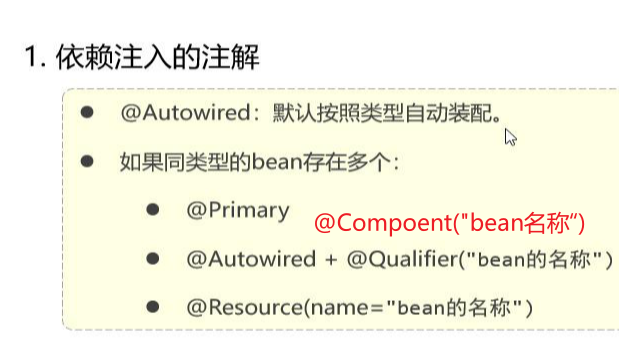 1. 依赖注入的注解
● @Autowired：默认按照类型自动装配。
● 如果同类型的bean存在多个：
● @Primary
@Compoent("bean名称“)
● @Autowired + @Qualifier("bean的名称")
● @Resource(name="bean的名称")